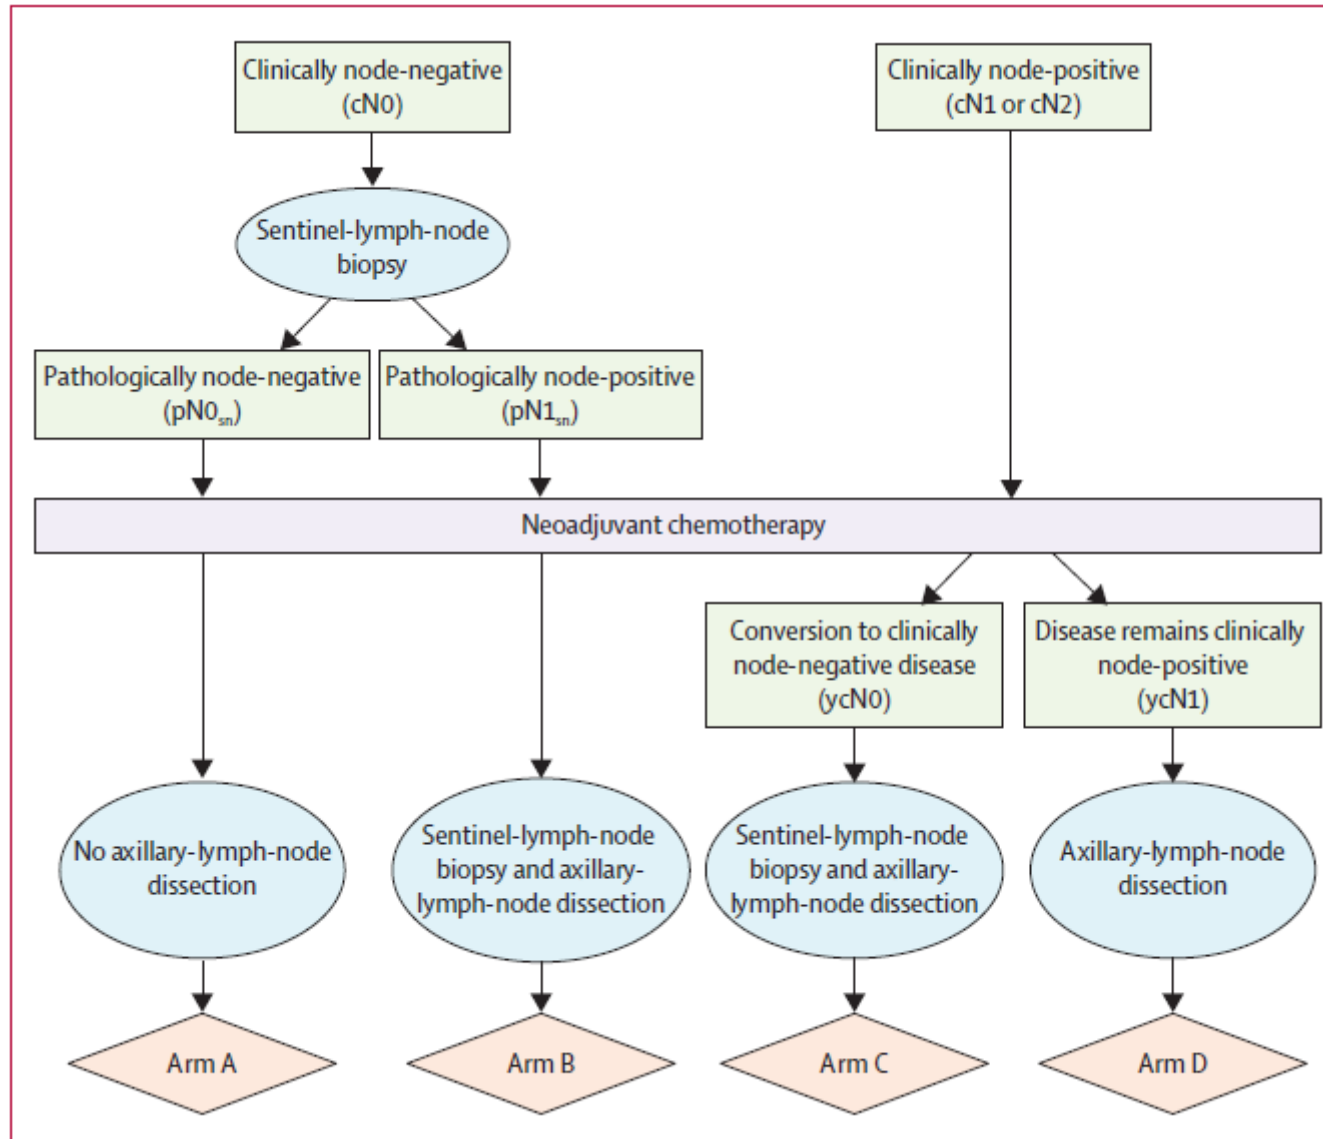 Clinically node-negative
(cN0)
Clinically node-positive
(cN1 or cN2)
Sentinel-lymph-node
biopsy
Pathologically node-negative
(pN0sn)
Pathologically node-positive
(pN1sn)
Neoadjuvant chemotherapy
Conversion to clinically
node-negative disease
(ycN0)
Disease remains clinically
node-positive
(ycN1)
No axillary-lymph-node
dissection
Sentinel-lymph-node
biopsy and axillary-
lymph-node dissection
Sentinel-lymph-node
biopsy and axillary-
lymph-node dissection
Axillary-lymph-node
dissection
Arm A
Arm B
Arm C
Arm D